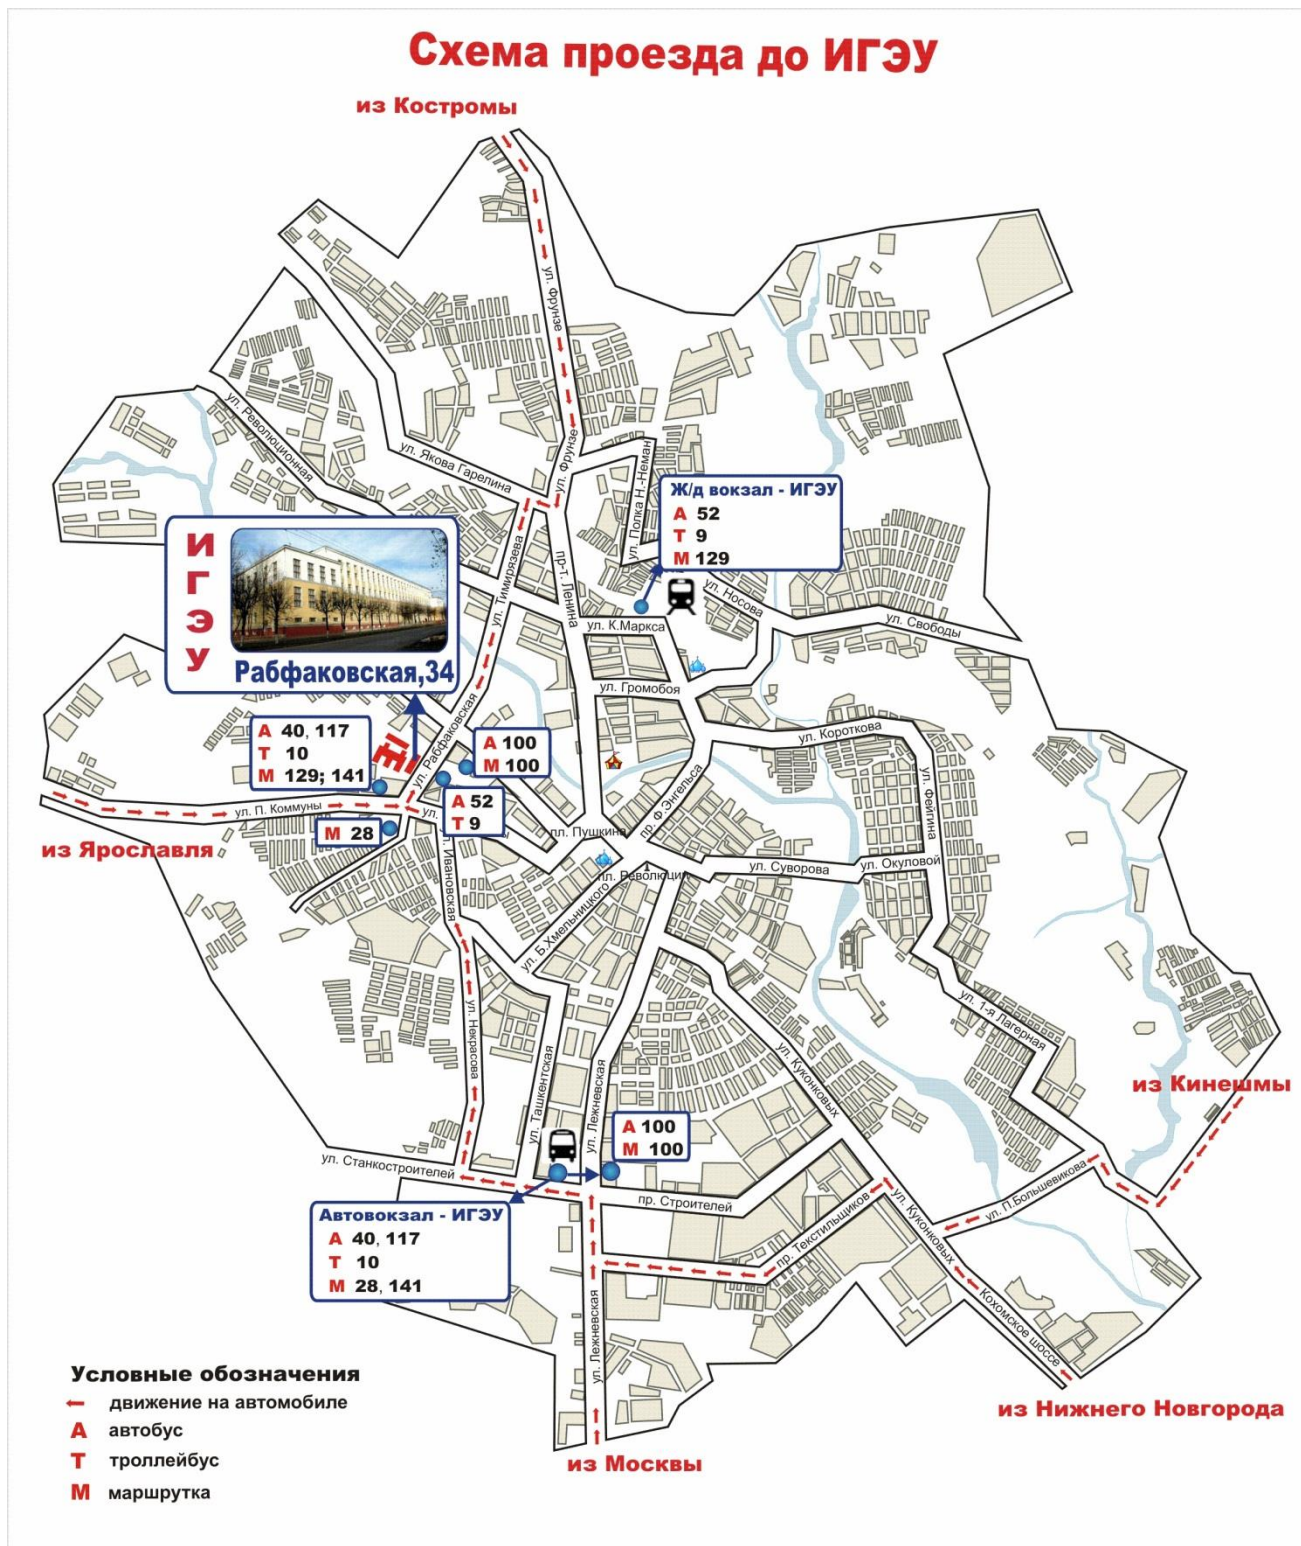 Схема проезда до ИГЭУ
из Костромы
ул. Фрунзе
ул. Революционная
ул. Якова Гарелина
ул. Фрунзе
ул. Полка Н.-Неман
Ж/д вокзал - ИГЭУ
А 52
Т 9
М 129
ИГЭУ
Рабфаковская,34
ул. Тимирязева
пр-т. Ленина
ул. Носова
ул. Свободы
ул. К.Маркса
ул. Громобоя
ул. Рабфаковская
А 40, 117
Т 10
М 129; 141
А 100
М 100
ул. Короткова
ул. Фейгина
пр. Ф.Энгельса
ул. П. Коммуны
А 52
Т 9
М 28
из Ярославля
пл. Пушкина
пл. Революции
ул. Суворова
ул. Окуловой
ул. Ивановская
ул. Б.Хмельницкого
ул. Некрасова
ул. Ташкентская
ул. Лежневская
ул. Куконковых
ул. 1-я Лагерная
из Кинешмы
А 100
М 100
ул. Станкостроителей
пр. Строителей
ул. П.Большевикова
пр. Текстильщиков
ул. Куконковых
Автовокзал - ИГЭУ
А 40, 117
Т 10
М 28, 141
ул. Лежневская
Кохомское шоссе
из Нижнего Новгорода
из Москвы
Условные обозначения
движение на автомобиле
А автобус
Т троллейбус
М маршрутка